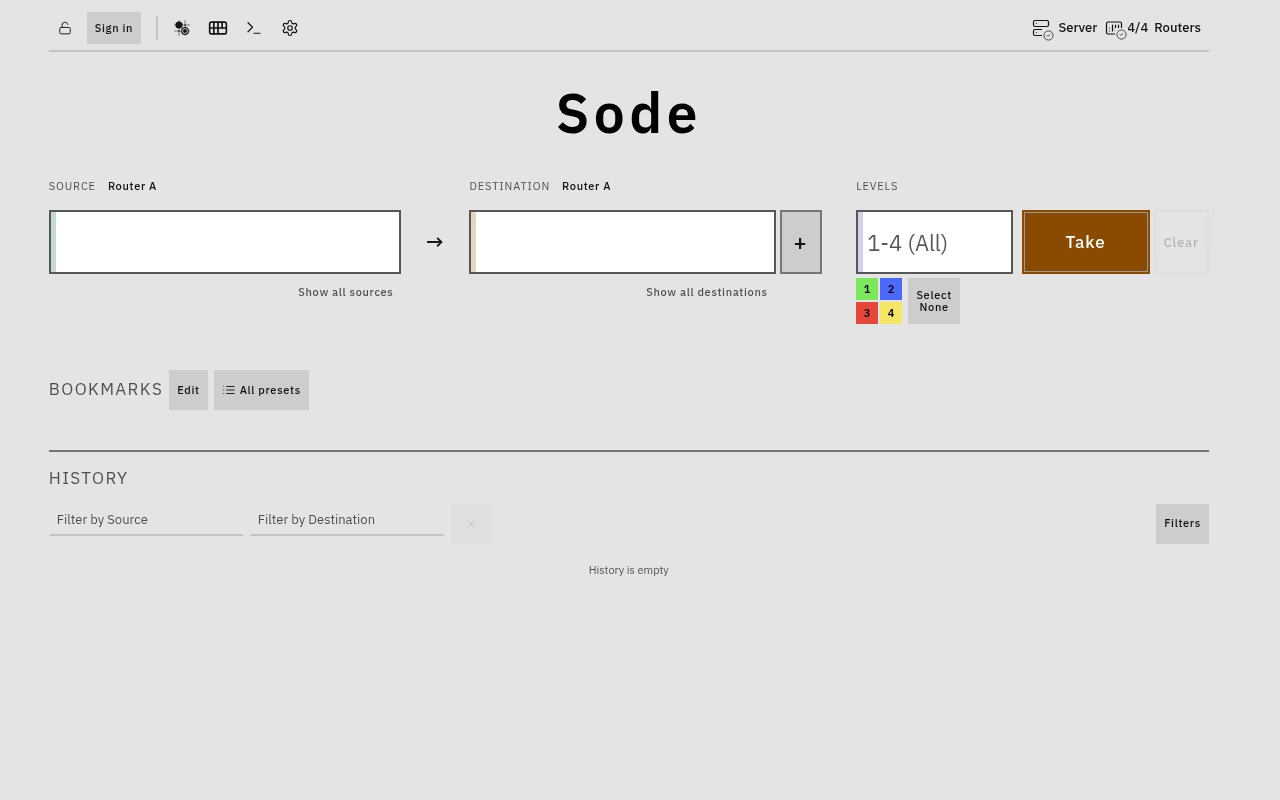 Sign in
Server 4/4 Routers
Sode
SOURCE Router A
DESTINATION Router A
LEVELS
→
+
1-4 (All)
Take
Clear
Show all sources
Show all destinations
1 2
3 4
Select
None
BOOKMARKS Edit All presets
HISTORY
Filter by Source Filter by Destination
Filters
History is empty